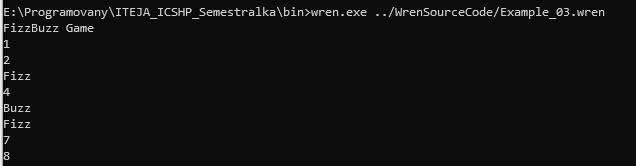 E:\Programovany\ITEJA_ICSHP_Semestralka\bin>wren.exe ../WrenSourceCode/Example_03.wren
FizzBuzz Game
1
2
Fizz
4
Buzz
Fizz
7
8